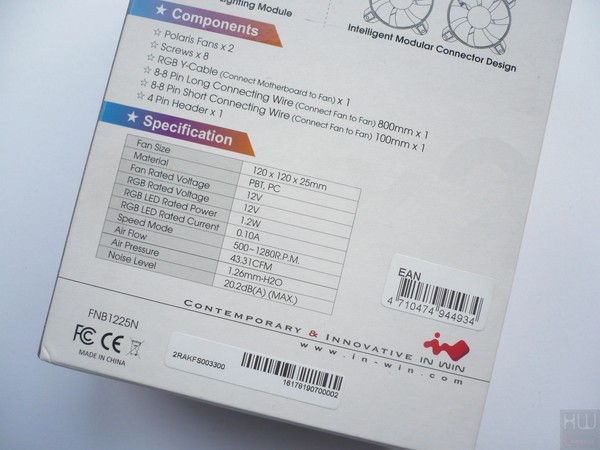 ighting Module
Intelligent Modular Connector Design
★ Components
☆ Polaris Fans x 2
☆ Screws x 8
☆ RGB Y-Cable (Connect Motherboard to Fan) x 1
☆ 8-8 Pin Long Connecting Wire (Connect Fan to Fan) 800mm x 1
☆ 8-8 Pin Short Connecting Wire (Connect Fan to Fan) 100mm x 1
☆ 4 Pin Header x 1
★ Specification
Fan Size 120 x 120 x 25mm
Material PBT, PC
Fan Rated Voltage 12V
RGB Rated Voltage 12V
RGB LED Rated Power 1.2W
RGB LED Rated Current 0.10A
Speed Mode 500~1280R.P.M.
Air Flow 43.31CFM
Air Pressure 1.26mm-H2O
Noise Level 20.2dB(A) (MAX.)
EAN
4 710474 944934
CONTEMPORARY & INNOVATIVE IN WIN
www.in-win.com
FNB1225N
FC CE
MADE IN CHINA
2RAKFS003300
16178190700002
HW